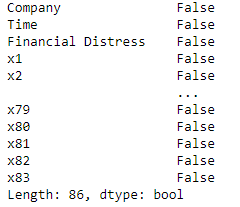 Company False
Time False
Financial Distress False
x1 False
x2 False
...
x79 False
x80 False
x81 False
x82 False
x83 False
Length: 86, dtype: bool